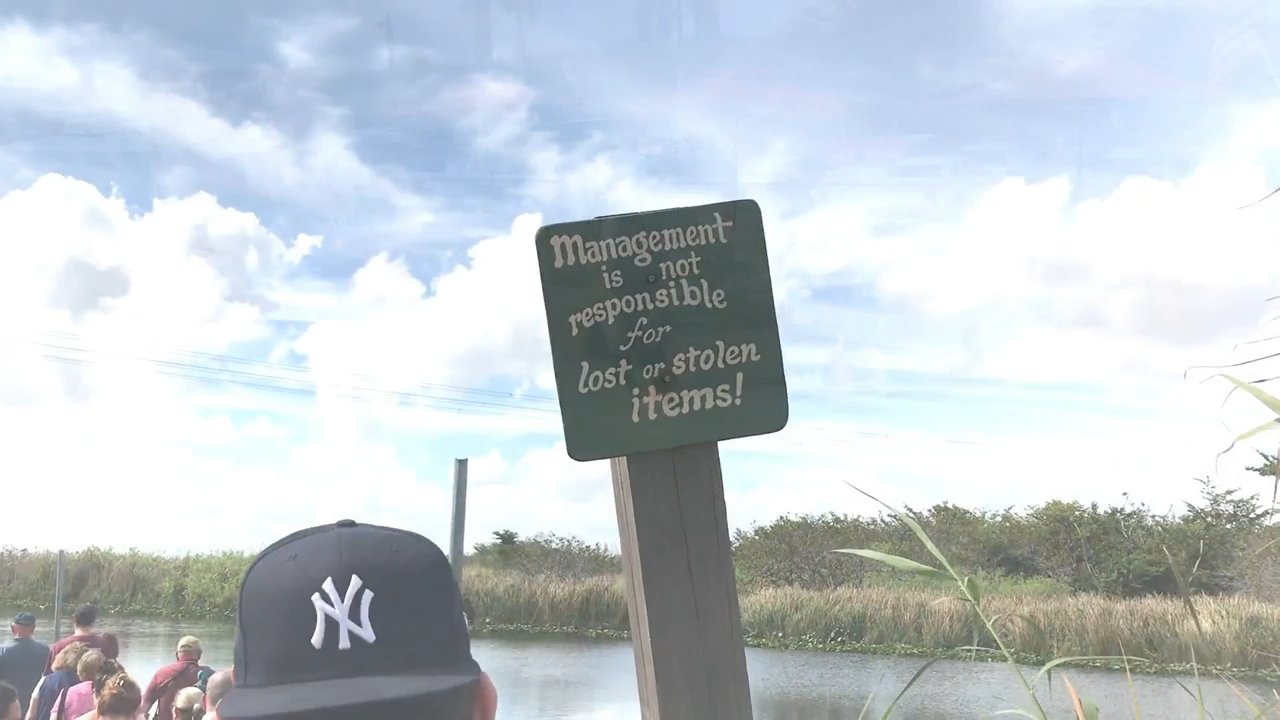 Management
is not
responsible
for
lost or stolen
items!
NY